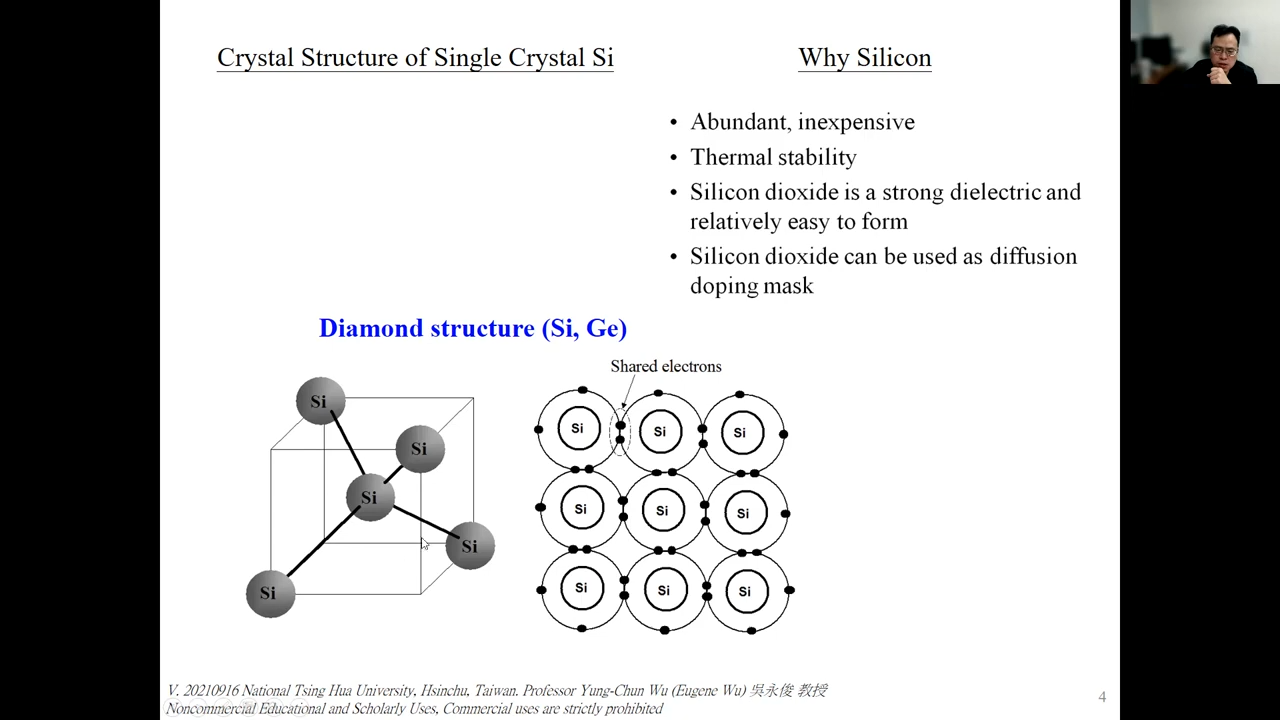 Crystal Structure of Single Crystal Si
Why Silicon
• Abundant, inexpensive
• Thermal stability
• Silicon dioxide is a strong dielectric and
relatively easy to form
• Silicon dioxide can be used as diffusion
doping mask
Diamond structure (Si, Ge)
Si
Si
Si
Si
Si
Shared electrons
Si Si Si
Si Si Si
Si Si Si
V. 20210916 National Tsing Hua University, Hsinchu, Taiwan. Professor Yung-Chun Wu (Eugene Wu) 吳永俊 教授
Noncommercial Educational and Scholarly Uses, Commercial uses are strictly prohibited
4